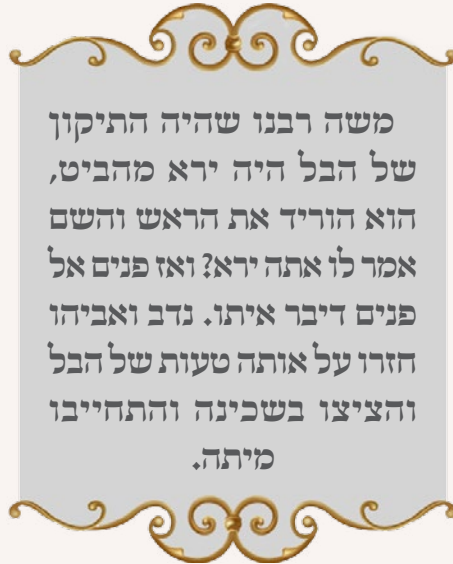 משה רבנו שהיה התיקון
של הבל היה ירא מהביט,
הוא הוריד את הראש והשם
אמר לו אתה ירא? ואז פנים אל
פנים דיבר איתו. נדב ואביהו
חזרו על אותה טעות של הבל
והציצו בשכינה והתחייבו
מיתה.